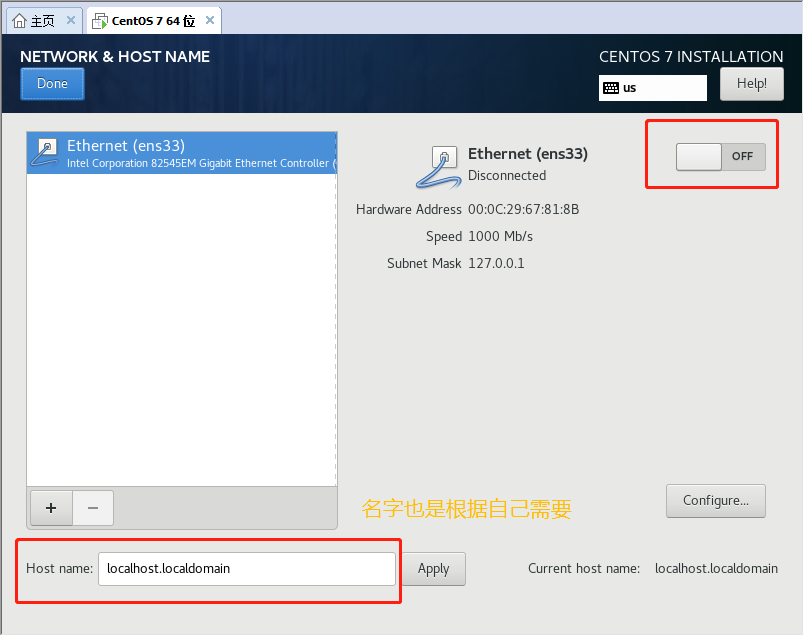 主页
CentOS 7 64 位
NETWORK & HOST NAME
CENTOS 7 INSTALLATION
Done
us
Help!
Ethernet (ens33)
Intel Corporation 82545EM Gigabit Ethernet Controller (
Ethernet (ens33)
Disconnected
OFF
Hardware Address 00:0C:29:67:81:8B
Speed 1000 Mb/s
Subnet Mask 127.0.0.1
+
−
名字也是根据自己需要
Configure...
Host name: localhost.localdomain
Apply
Current host name: localhost.localdomain